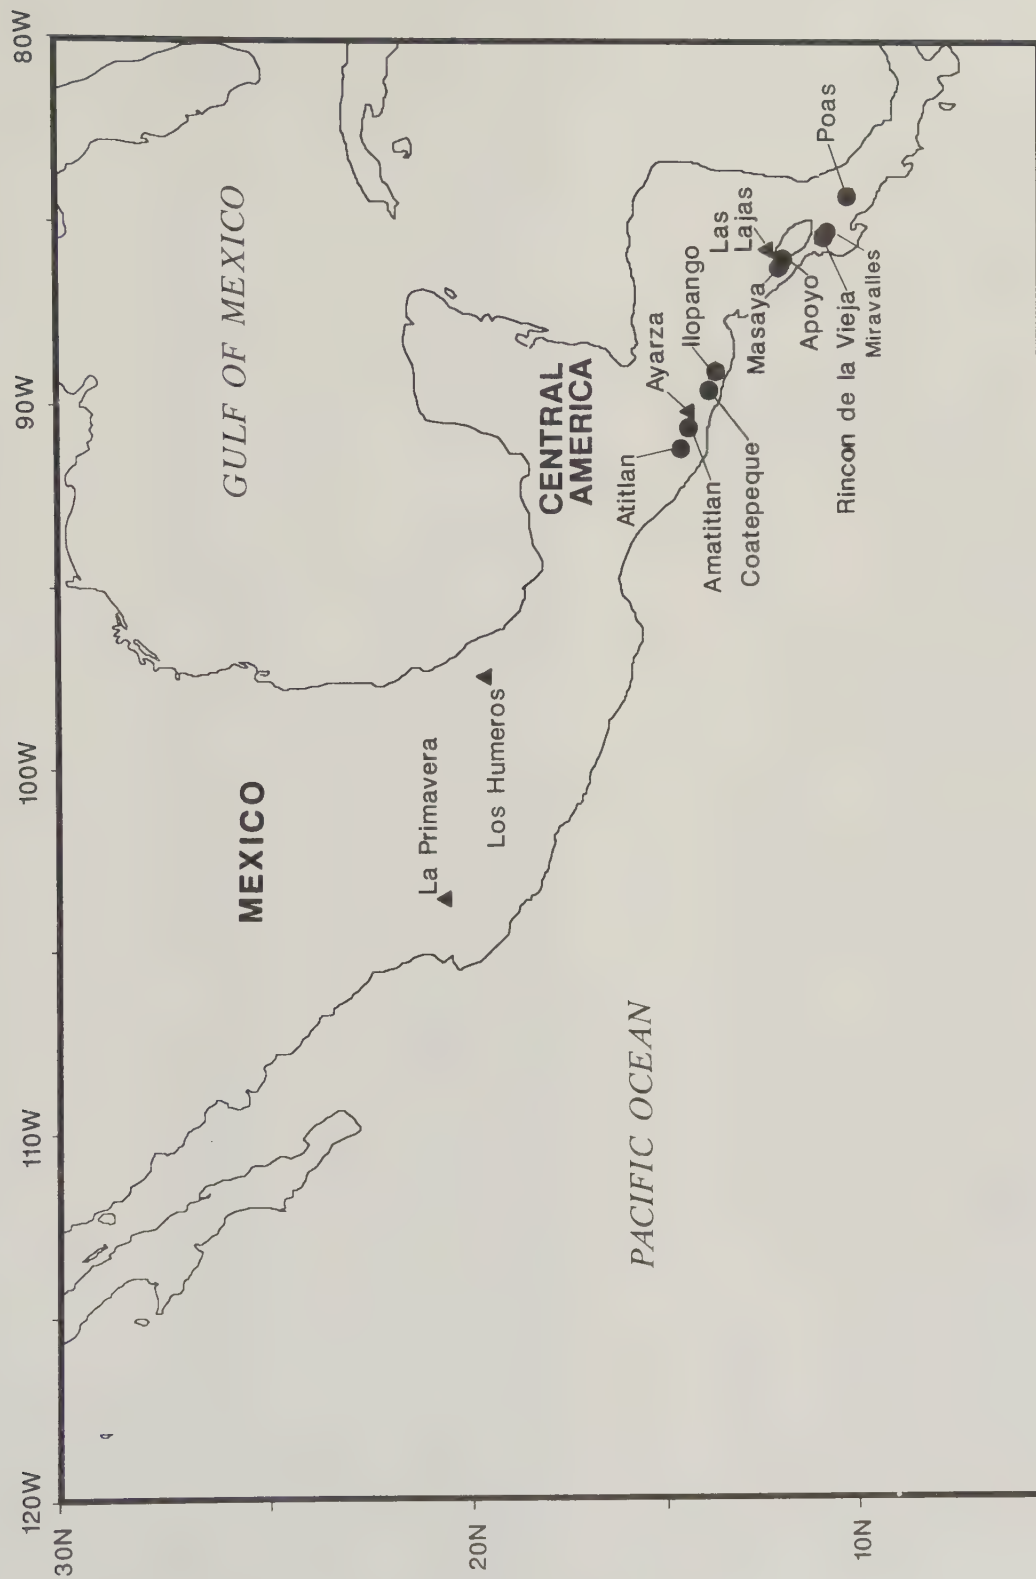 120W
110W
100W
90W
80W
30N
20N
10N
GULF OF MEXICO
MEXICO
La Primavera
Los Humeros
CENTRAL
AMERICA
Atitlan
Ayarza
Ilopango
Las
Lajas
Poas
Amatitlan
Coatepeque
Masaya
Apoyo
Rincon de la Vieja
Miravalles
PACIFIC OCEAN